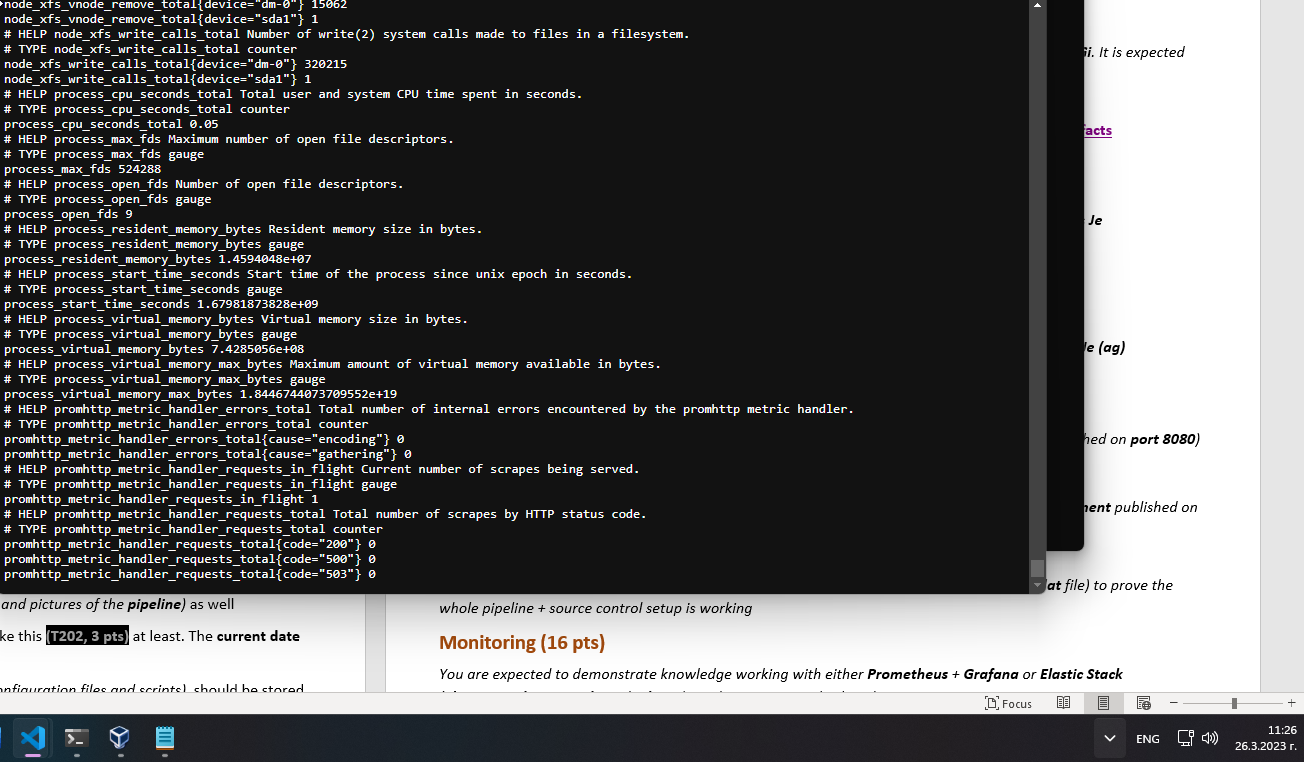 node_xfs_vnode_remove_total{device="dm-0"} 15062
node_xfs_vnode_remove_total{device="sda1"} 1
# HELP node_xfs_write_calls_total Number of write(2) system calls made to files in a filesystem.
# TYPE node_xfs_write_calls_total counter
node_xfs_write_calls_total{device="dm-0"} 320215
node_xfs_write_calls_total{device="sda1"} 1
# HELP process_cpu_seconds_total Total user and system CPU time spent in seconds.
# TYPE process_cpu_seconds_total counter
process_cpu_seconds_total 0.05
# HELP process_max_fds Maximum number of open file descriptors.
# TYPE process_max_fds gauge
process_max_fds 524288
# HELP process_open_fds Number of open file descriptors.
# TYPE process_open_fds gauge
process_open_fds 9
# HELP process_resident_memory_bytes Resident memory size in bytes.
# TYPE process_resident_memory_bytes gauge
process_resident_memory_bytes 1.4594048e+07
# HELP process_start_time_seconds Start time of the process since unix epoch in seconds.
# TYPE process_start_time_seconds gauge
process_start_time_seconds 1.67981873828e+09
# HELP process_virtual_memory_bytes Virtual memory size in bytes.
# TYPE process_virtual_memory_bytes gauge
process_virtual_memory_bytes 7.4285056e+08
# HELP process_virtual_memory_max_bytes Maximum amount of virtual memory available in bytes.
# TYPE process_virtual_memory_max_bytes gauge
process_virtual_memory_max_bytes 1.8446744073709552e+19
# HELP promhttp_metric_handler_errors_total Total number of internal errors encountered by the promhttp metric handler.
# TYPE promhttp_metric_handler_errors_total counter
promhttp_metric_handler_errors_total{cause="encoding"} 0
promhttp_metric_handler_errors_total{cause="gathering"} 0
# HELP promhttp_metric_handler_requests_in_flight Current number of scrapes being served.
# TYPE promhttp_metric_handler_requests_in_flight gauge
promhttp_metric_handler_requests_in_flight 1
# HELP promhttp_metric_handler_requests_total Total number of scrapes by HTTP status code.
# TYPE promhttp_metric_handler_requests_total counter
promhttp_metric_handler_requests_total{code="200"} 0
promhttp_metric_handler_requests_total{code="500"} 0
promhttp_metric_handler_requests_total{code="503"} 0
It is expected
facts
Je
le (ag)
hed on port 8080)
nent published on
at file) to prove the
whole pipeline + source control setup is working
Monitoring (16 pts)
You are expected to demonstrate knowledge working with either Prometheus + Grafana or Elastic Stack
and pictures of the pipeline) as well
ke this (T202, 3 pts) at least. The current date
onfiguration files and scripts), should be stored
Focus
ENG
11:26
26.3.2023 г.